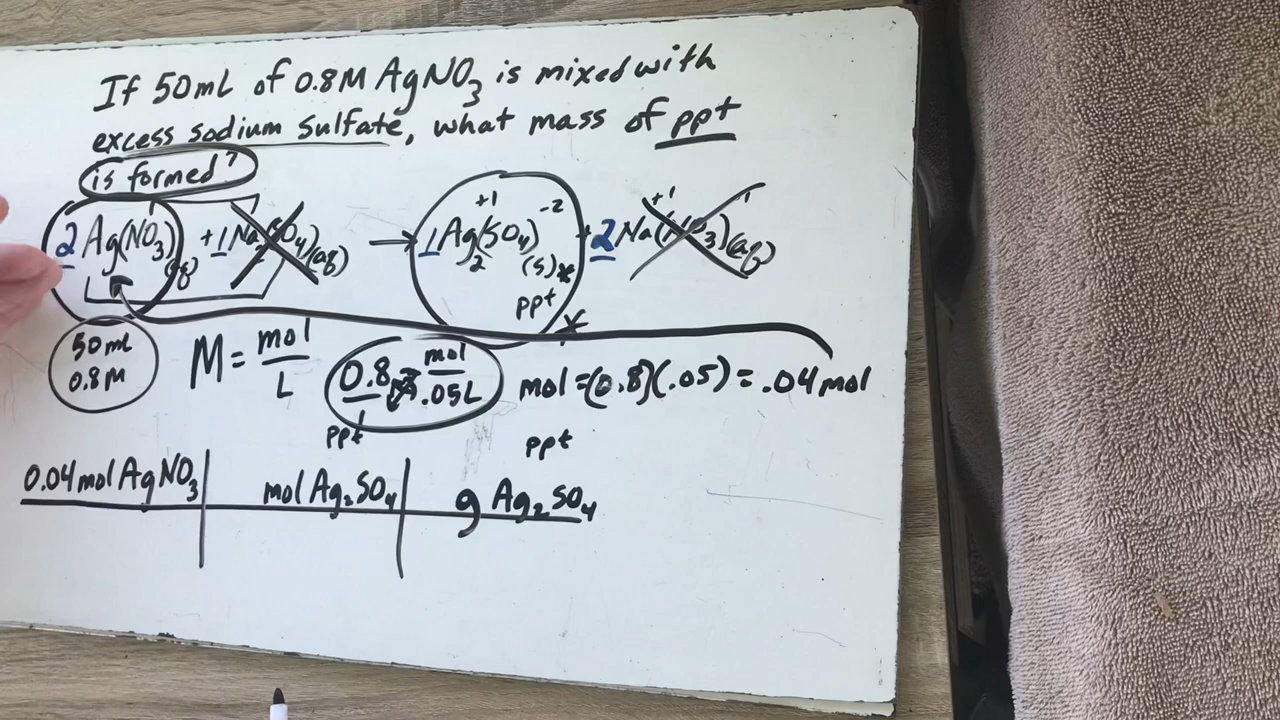 If 50mL of 0.8M AgNO3 is mixed with
excess sodium sulfate, what mass of ppt
is formed?
2 Ag(NO3)(aq) + 1 Na2(SO4)(aq) → 1 Ag2(SO4)(s)* + 2 Na(NO3)(aq)
+1 -2 +1
ppt
50mL
0.8M
M = mol/L
0.8 = mol/.05L
mol = (0.8)(.05) = .04 mol
ppt ppt
0.04 mol AgNO3 | mol Ag2SO4 | g Ag2SO4